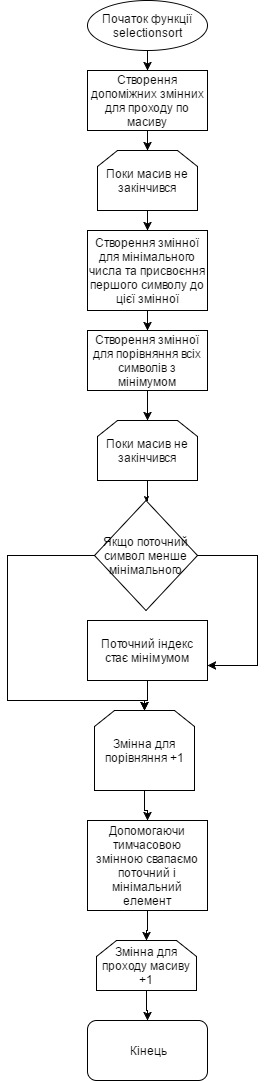 Початок функції
selectionsort
Створення
допоміжних змінних
для проходу по
масиву
Поки масив не
закінчився
Створення змінної
для мінімального
числа та присвоєння
першого символу до
цієї змінної
Створення змінної
для порівняння всіх
символів з
мінімумом
Поки масив не
закінчився
Якщо поточний
символ менше
мінімального
Поточний індекс
стає мінімумом
Змінна для
порівняння +1
Допомогаючи
тимчасовою
змінною свапаємо
поточний і
мінімальний
елемент
Змінна для
проходу масиву
+1
Кінець